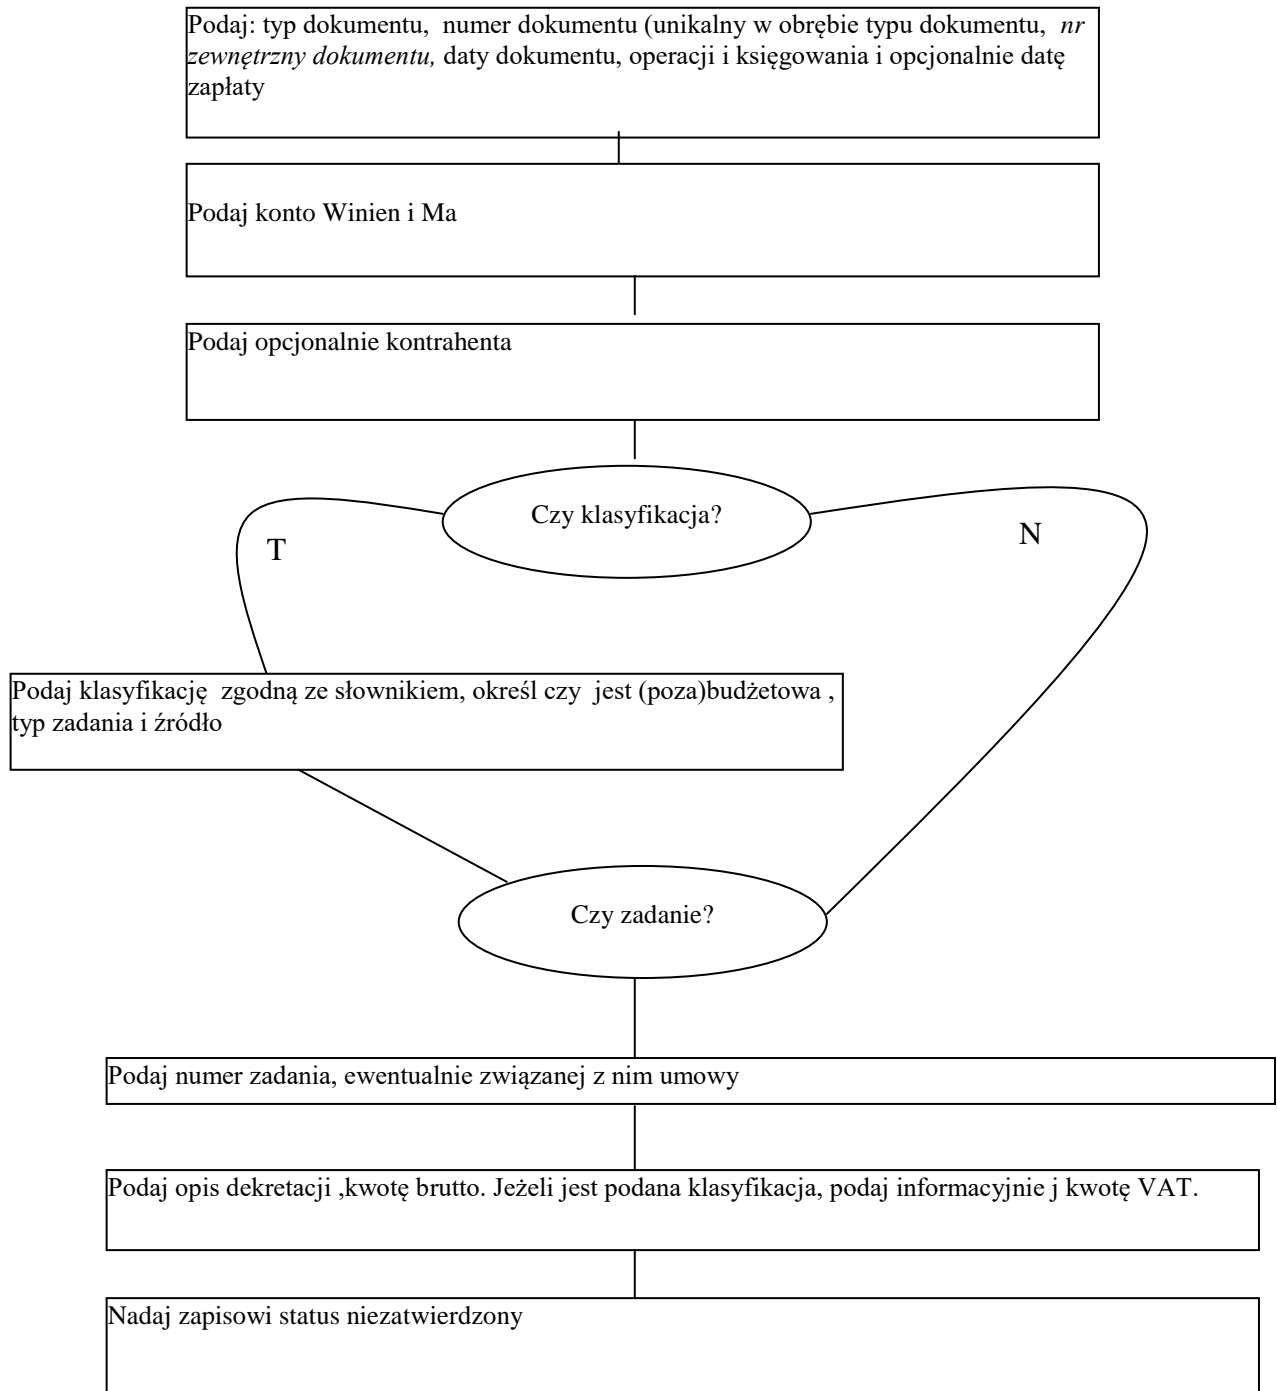 Podaj: typ dokumentu, numer dokumentu (unikalny w obrębie typu dokumentu, nr
zewnętrzny dokumentu, daty dokumentu, operacji i księgowania i opcjonalnie datę
zapłaty
Podaj konto Winien i Ma
Podaj opcjonalnie kontrahenta
Czy klasyfikacja?
T
N
Podaj klasyfikację zgodną ze słownikiem, określ czy jest (poza)budżetowa ,
typ zadania i źródło
Czy zadanie?
Podaj numer zadania, ewentualnie związanej z nim umowy
Podaj opis dekretacji ,kwotę brutto. Jeżeli jest podana klasyfikacja, podaj informacyjnie j kwotę VAT.
Nadaj zapisowi status niezatwierdzony